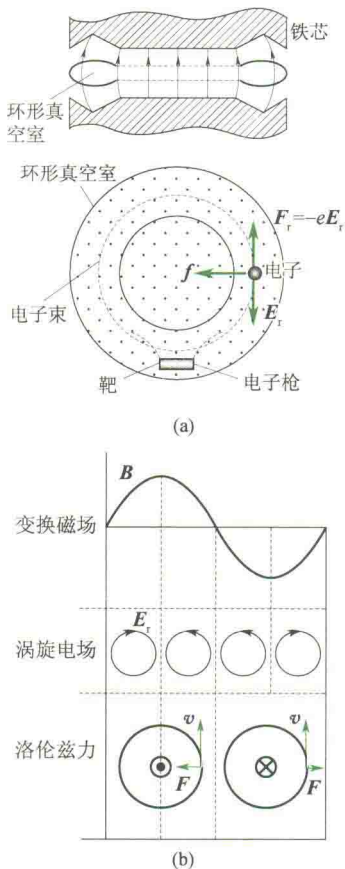 铁芯
环形真
空室
环形真空室
F_r=-eE_r
f
电子
电子束
E_r
靶
电子枪
(a)
B
变换磁场
E_r
涡旋电场
v
v
洛伦兹力
F
F
(b)